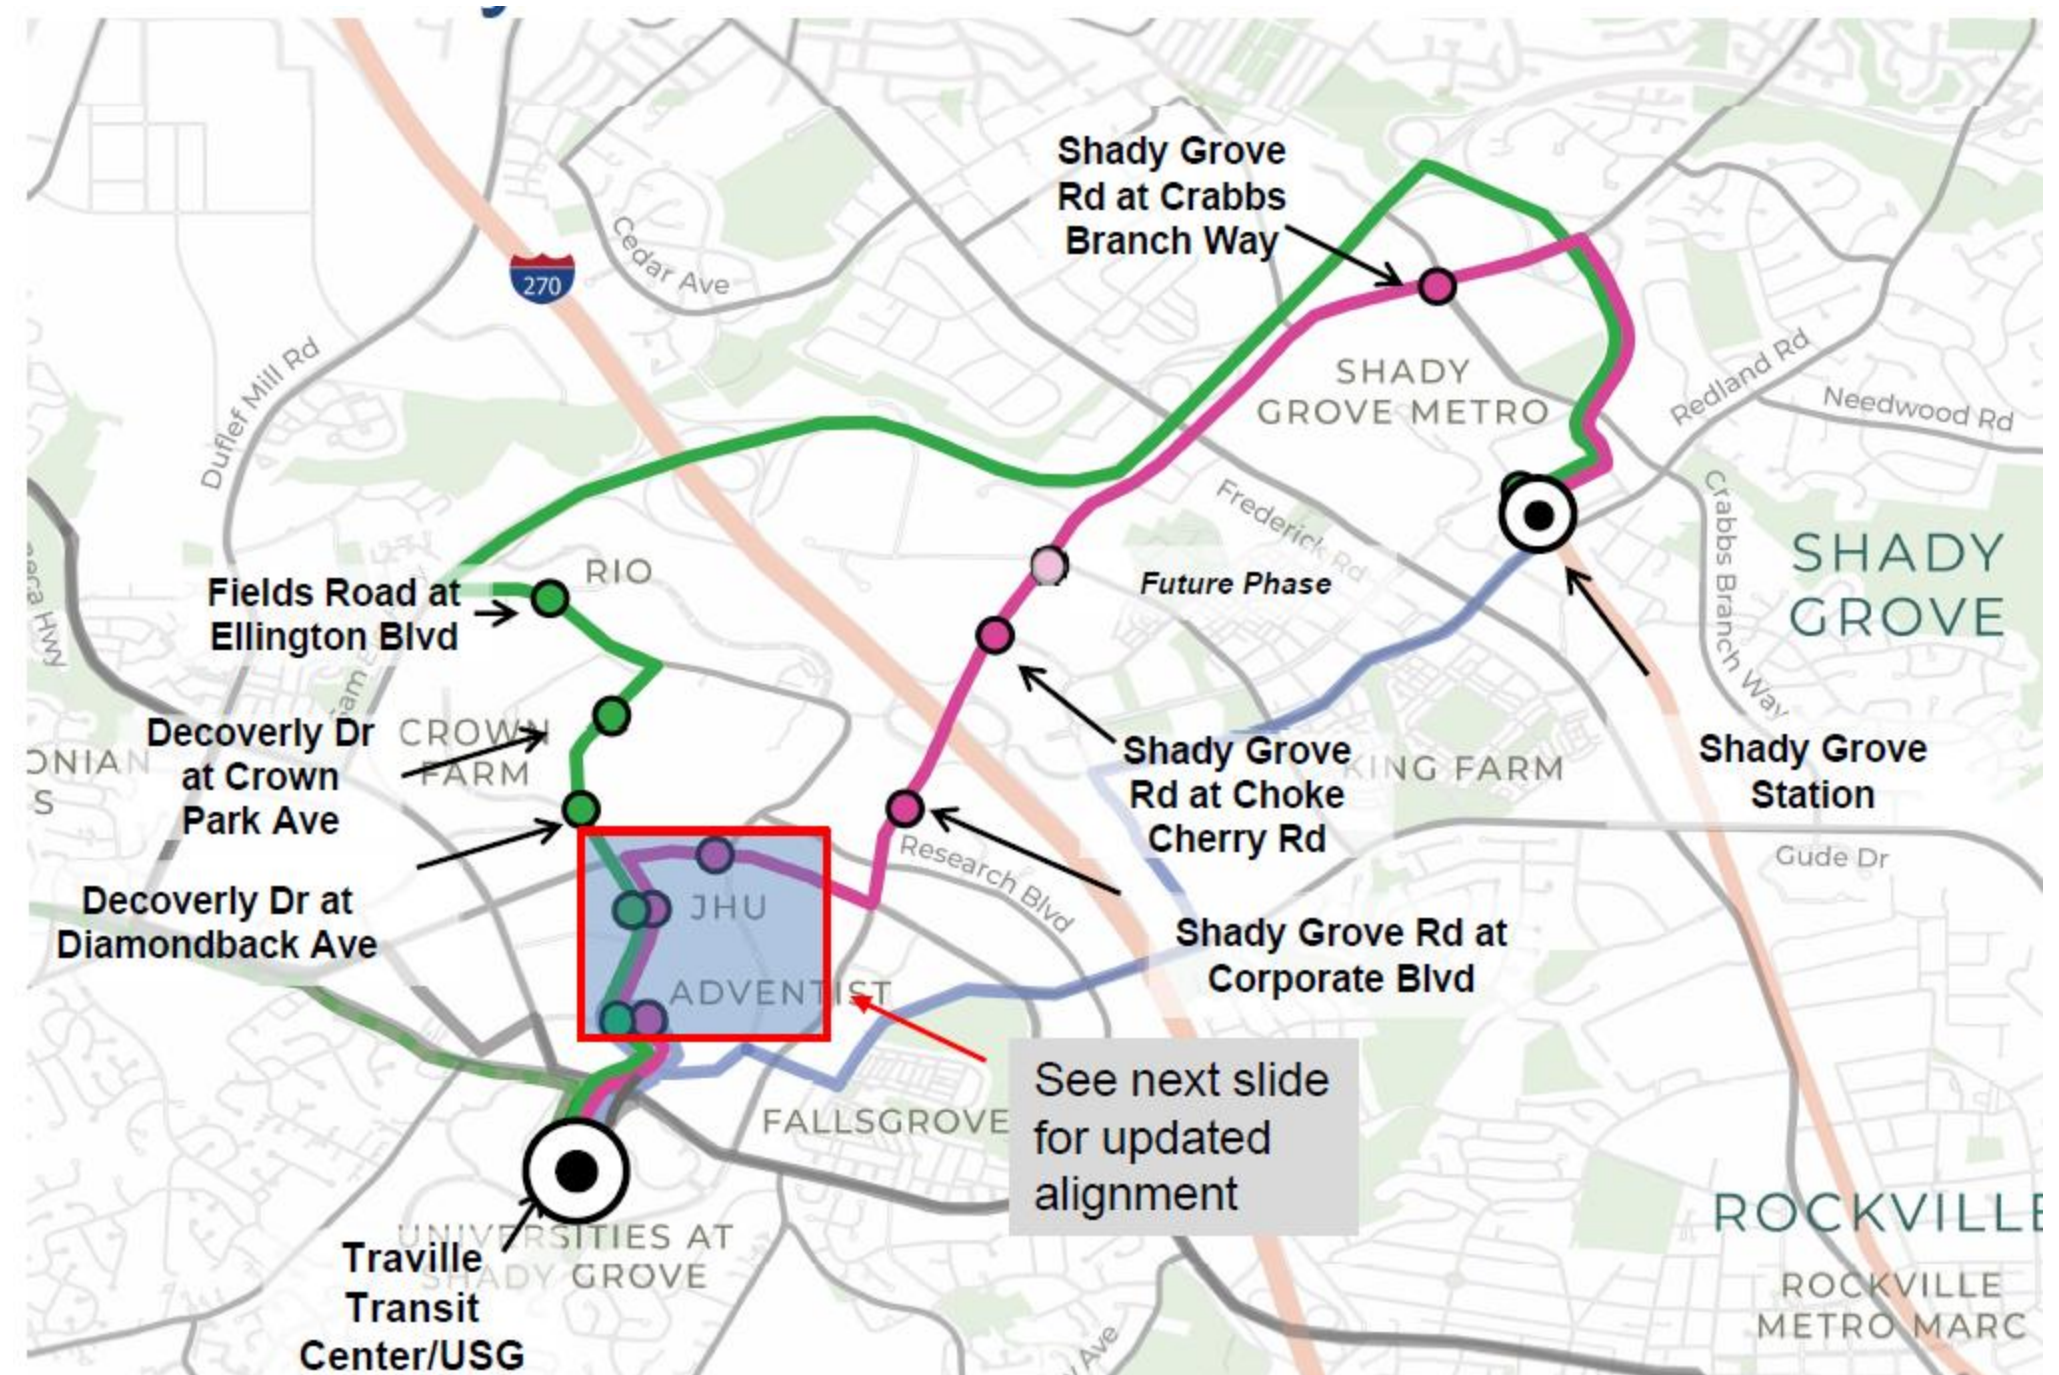 Shady Grove
Rd at Crabbs
Branch Way
Cedar Ave
270
Duflef Mill Rd
SHADY
GROVE METRO
Redland Rd
Needwood Rd
Frederick Rd
Crabbs Branch Way
SHADY
GROVE
RIO
Fields Road at
Ellington Blvd
Future Phase
Decoverly Dr
at Crown
Park Ave
CROWN
FARM
Shady Grove
Rd at Choke
Cherry Rd
KING FARM
Shady Grove
Station
Gude Dr
Research Blvd
Decoverly Dr at
Diamondback Ave
JHU
Shady Grove Rd at
Corporate Blvd
ADVENTIST
See next slide
for updated
alignment
FALLSGROVE
UNIVERSITIES AT
SHADY GROVE
Traville
Transit
Center/USG
ROCKVILLE
ROCKVILLE
METRO MARC
Ave